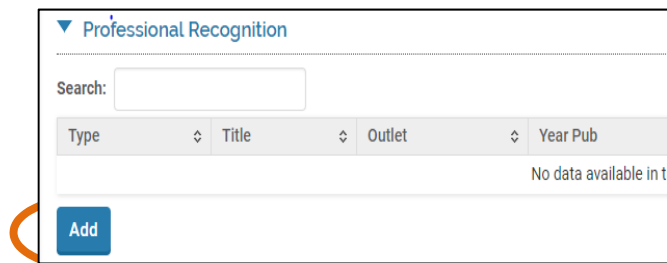 Professional Recognition
Search:
Type Title Outlet Year Pub
No data available in t
Add